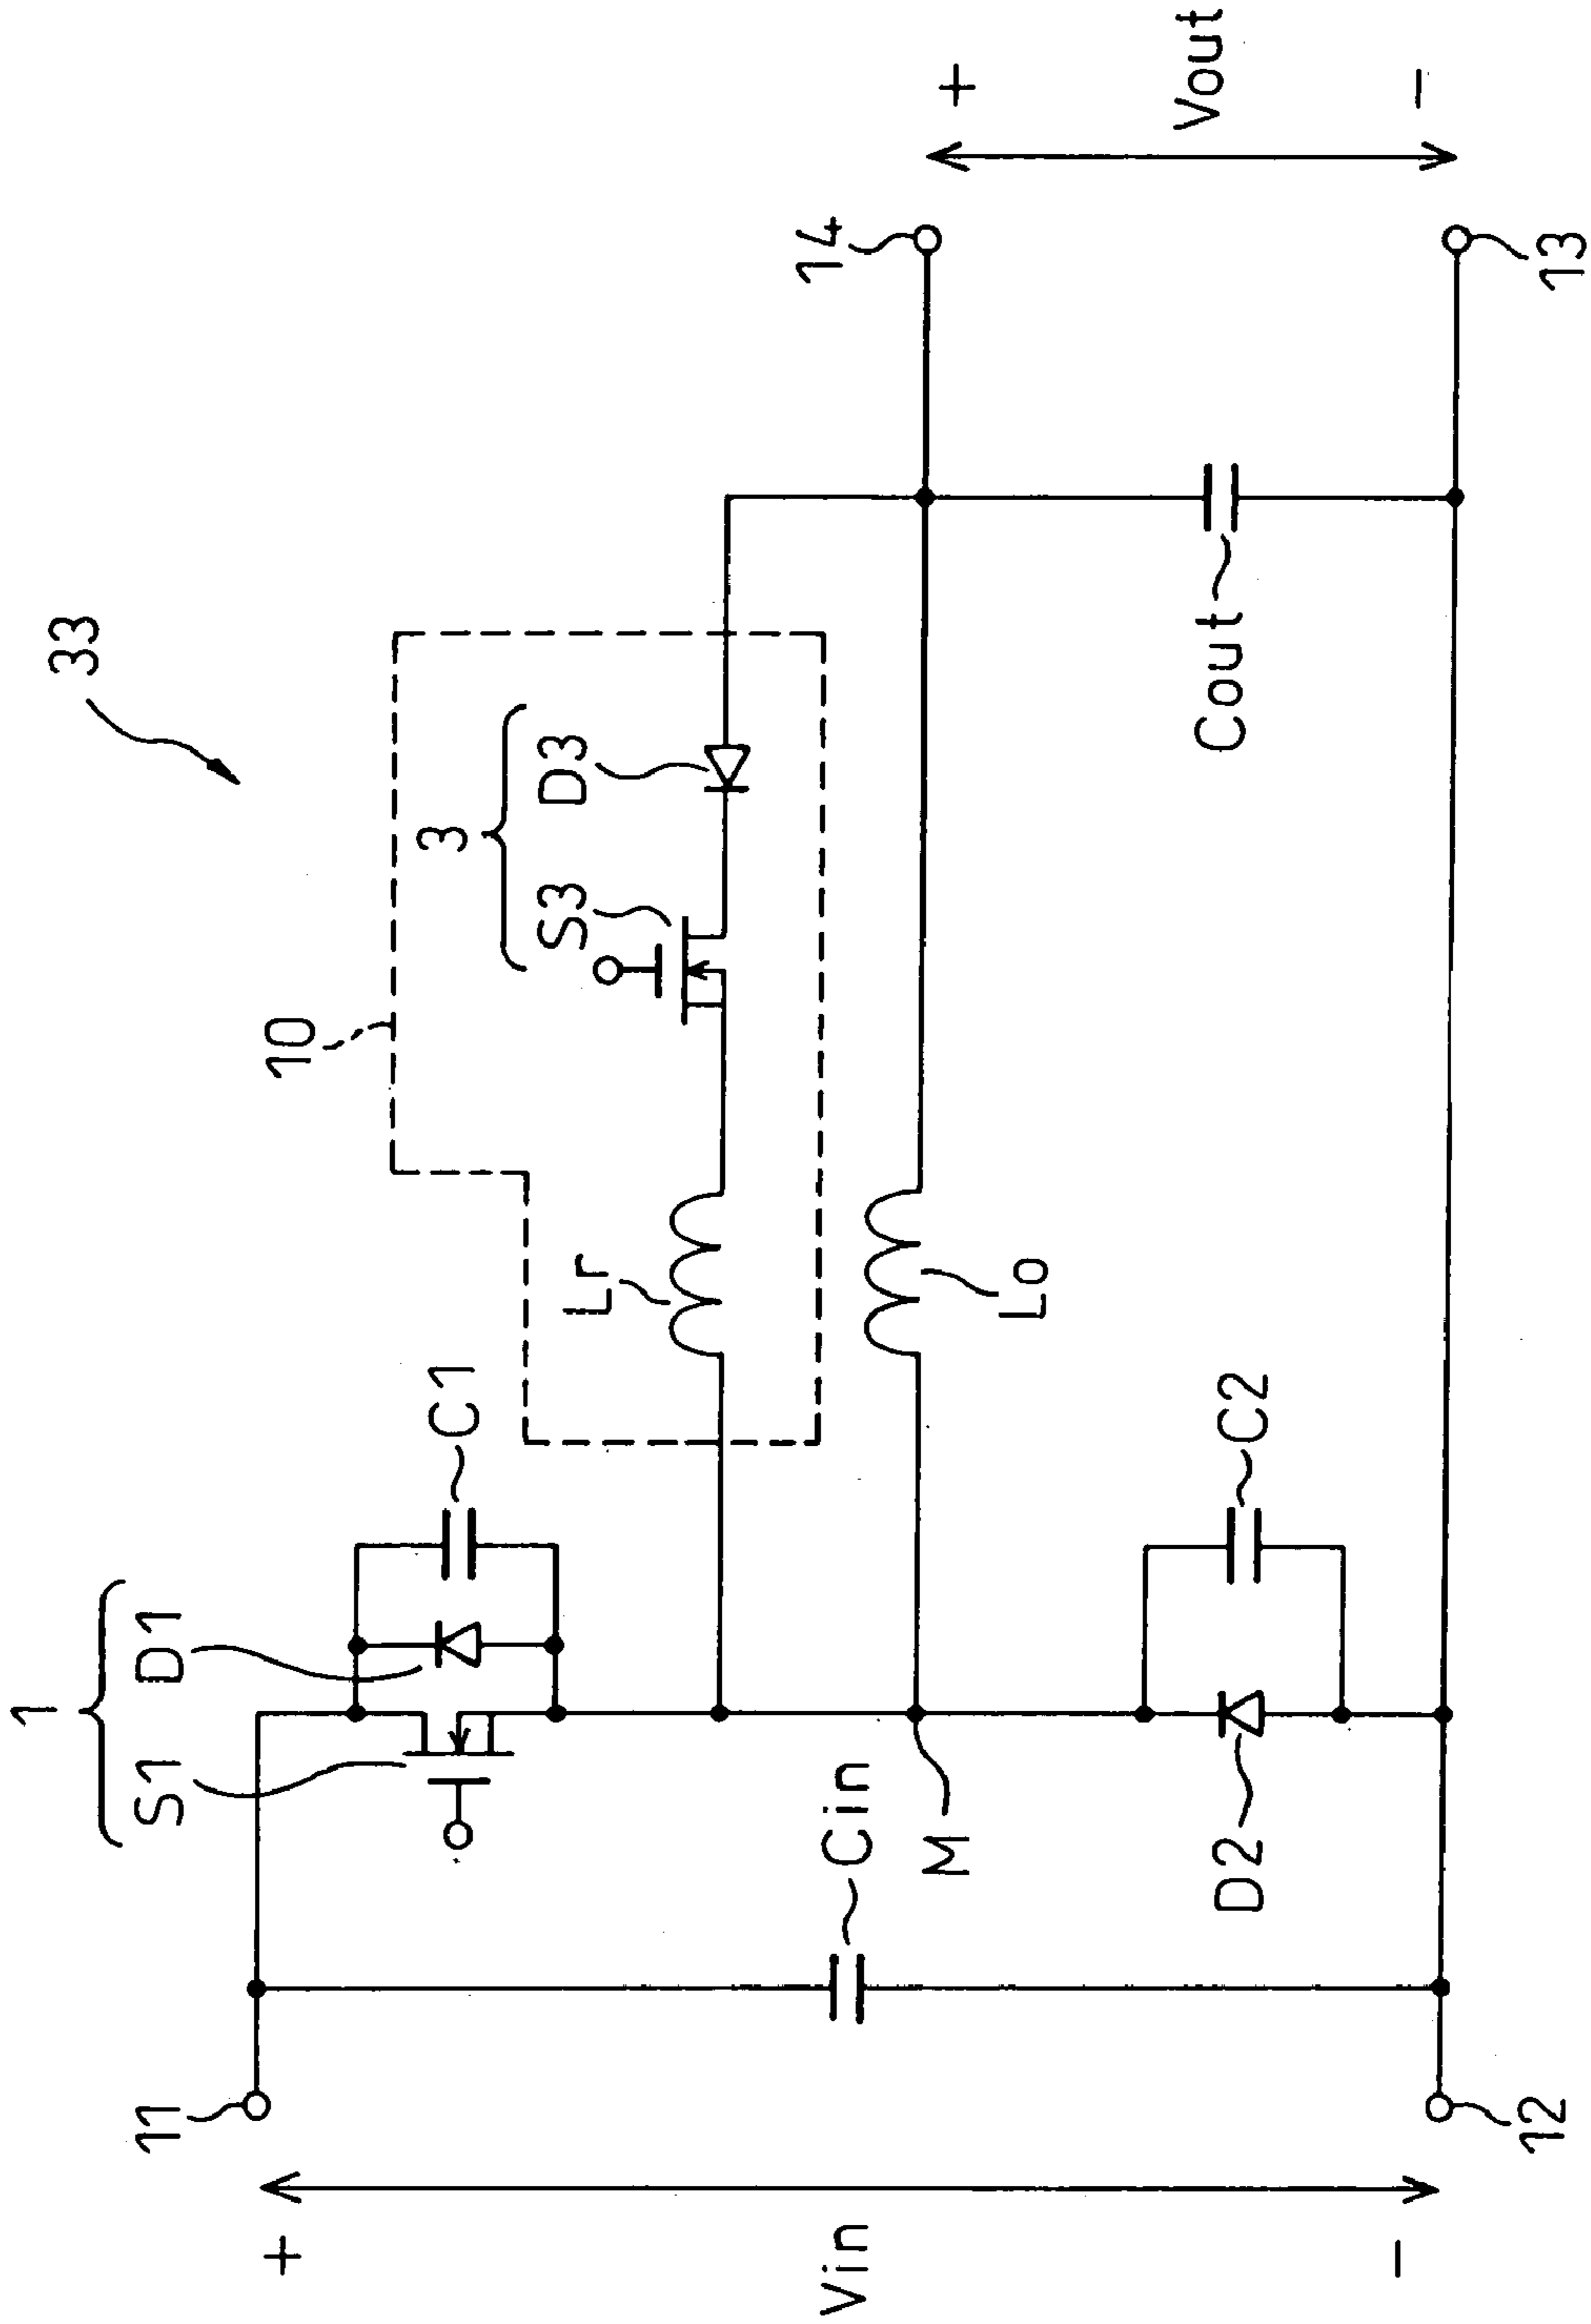 33
1
S1 D1
C1
10
3
S3 D3
Lr
Lo
11
+
Vin
−
12
Cin
M
D2
C2
Cout
14
+
Vout
−
13